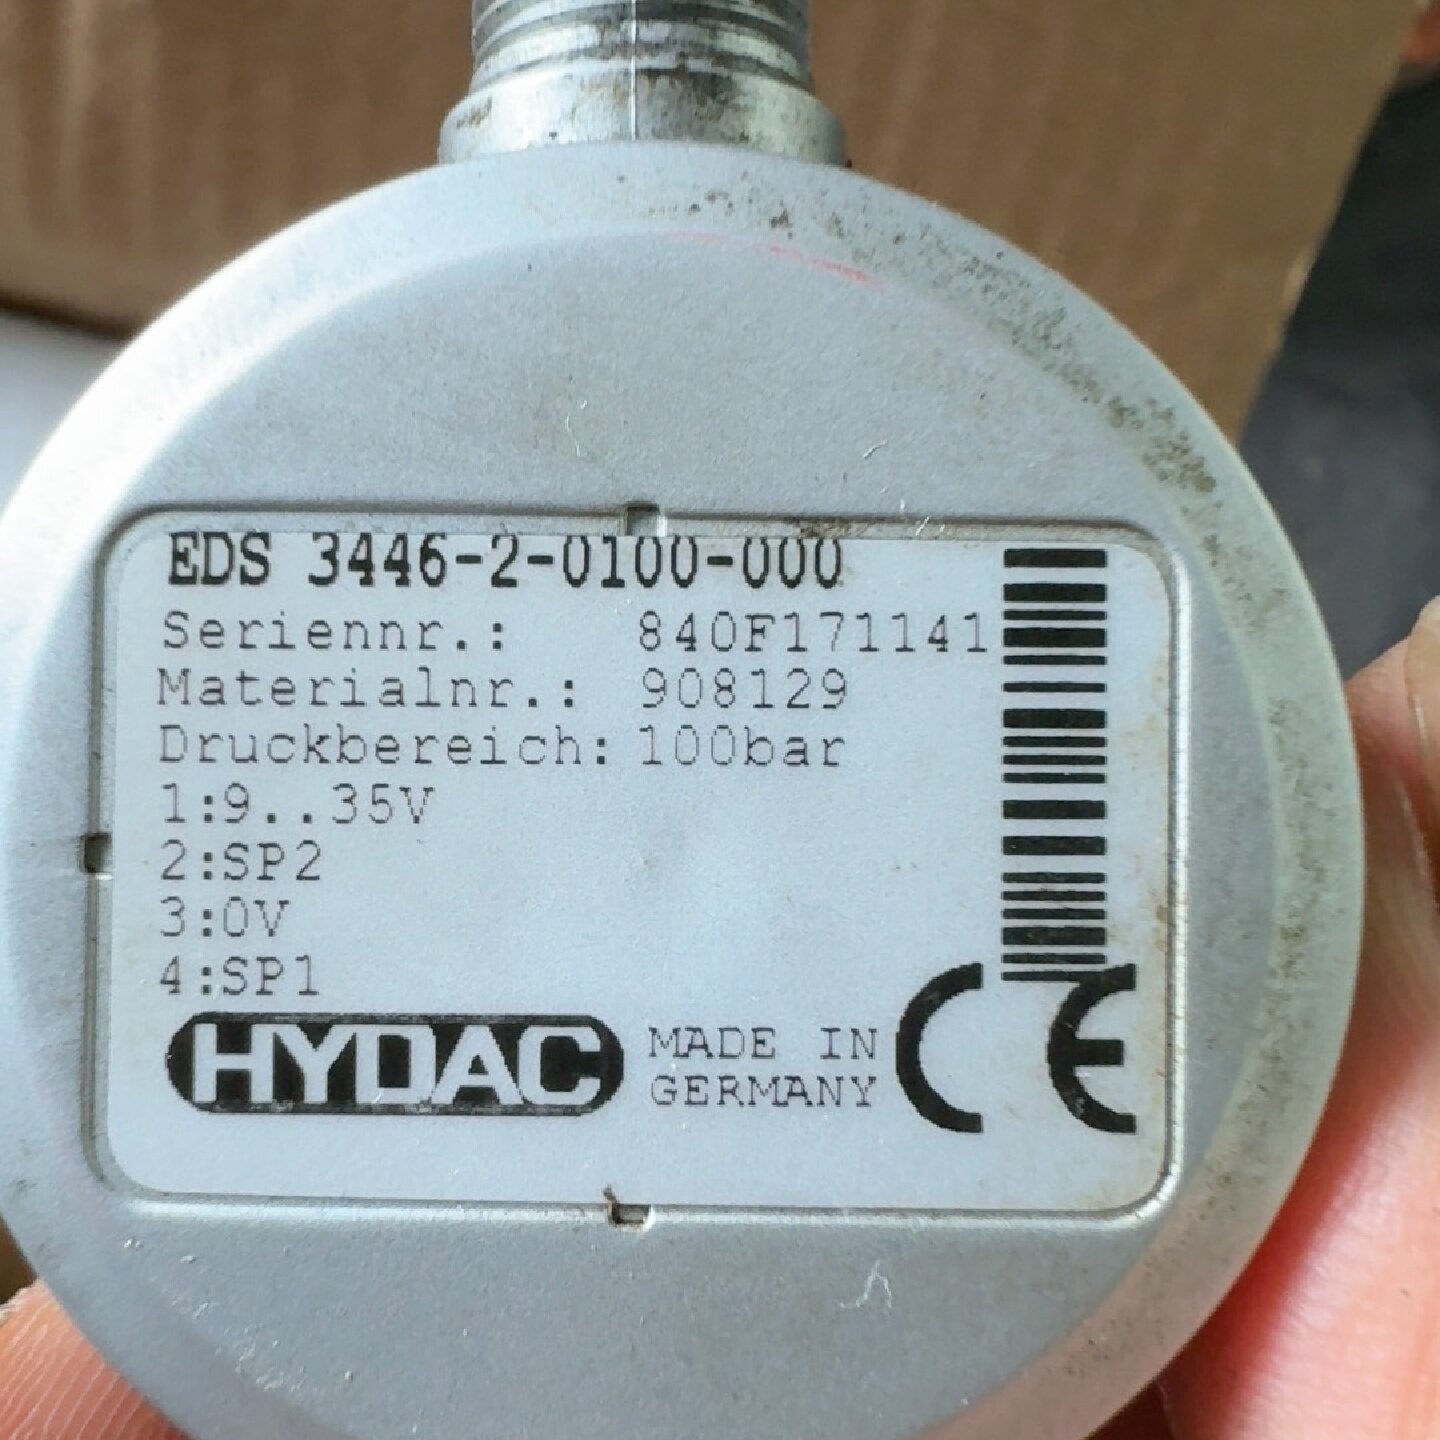 EDS 3446-2-0100-000
Seriennr.: 840F171141
Materialnr.: 908129
Druckbereich: 100bar
1:9..35V
2:SP2
3:0V
4:SP1
HYDAC MADE IN GERMANY CE